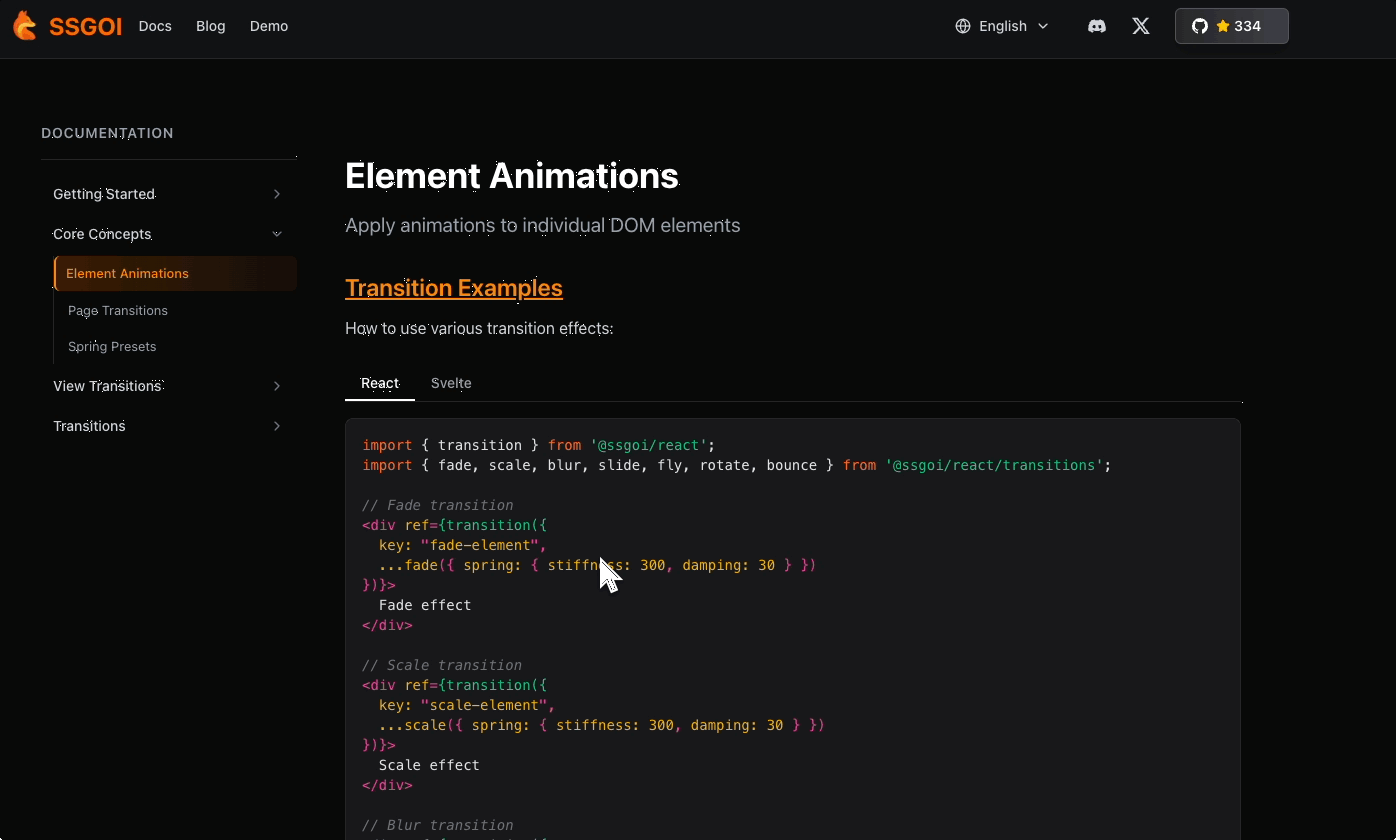 SSGOI Docs Blog Demo English 334
DOCUMENTATION
Getting Started
Core Concepts
Element Animations
Page Transitions
Spring Presets
View Transitions
Transitions
Element Animations
Apply animations to individual DOM elements
Transition Examples
How to use various transition effects:
React Svelte
import { transition } from '@ssgoi/react';
import { fade, scale, blur, slide, fly, rotate, bounce } from '@ssgoi/react/transitions';
// Fade transition
<div ref={transition({
  key: "fade-element",
  ...fade({ spring: { stiffness: 300, damping: 30 } })
})}>
  Fade effect
</div>
// Scale transition
<div ref={transition({
  key: "scale-element",
  ...scale({ spring: { stiffness: 300, damping: 30 } })
})}>
  Scale effect
</div>
// Blur transition